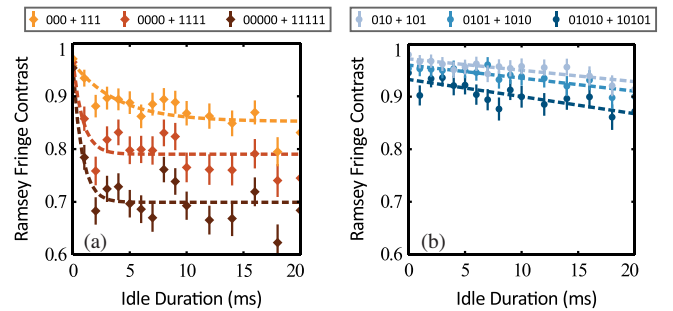 000 + 111 0000 + 1111 00000 + 11111
010 + 101 0101 + 1010 01010 + 10101
Ramsey Fringe Contrast
1
0.9
0.8
0.7
0.6
(a)
0 5 10 15 20
Idle Duration (ms)
Ramsey Fringe Contrast
1
0.9
0.8
0.7
0.6
(b)
0 5 10 15 20
Idle Duration (ms)